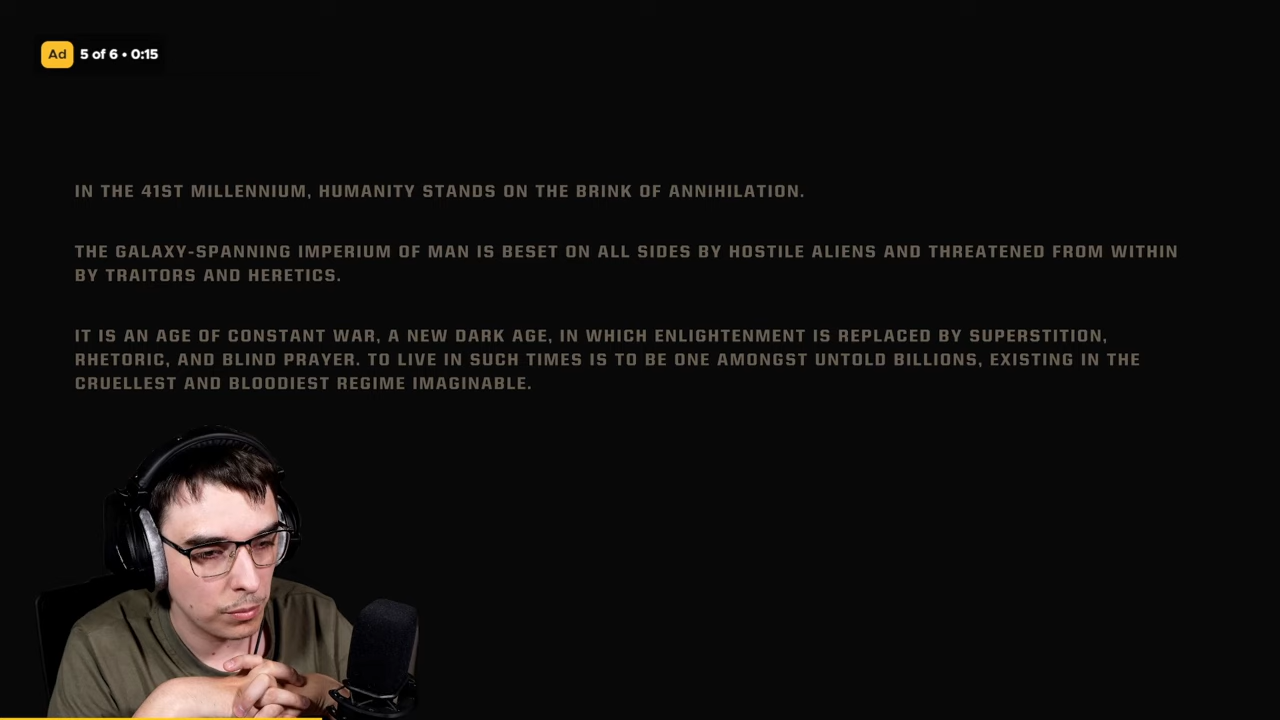 Ad 5 of 6 • 0:15
IN THE 41ST MILLENNIUM, HUMANITY STANDS ON THE BRINK OF ANNIHILATION.
THE GALAXY-SPANNING IMPERIUM OF MAN IS BESET ON ALL SIDES BY HOSTILE ALIENS AND THREATENED FROM WITHIN
BY TRAITORS AND HERETICS.
IT IS AN AGE OF CONSTANT WAR, A NEW DARK AGE, IN WHICH ENLIGHTENMENT IS REPLACED BY SUPERSTITION,
RHETORIC, AND BLIND PRAYER. TO LIVE IN SUCH TIMES IS TO BE ONE AMONGST UNTOLD BILLIONS, EXISTING IN THE
CRUELLEST AND BLOODIEST REGIME IMAGINABLE.